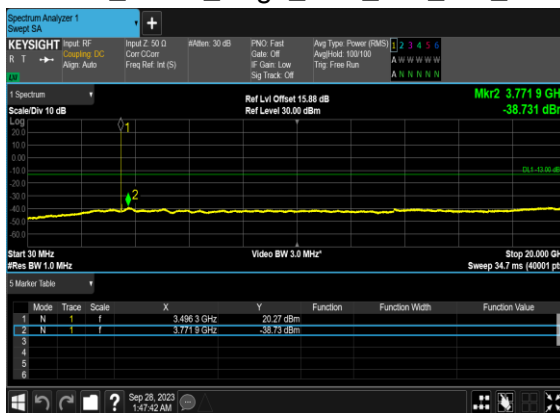 Spectrum Analyzer 1
Swept SA
KEYSIGHT Input: RF Input Z: 50 Ω #Atten: 30 dB PNO: Fast Avg Type: Power (RMS) 1 2 3 4 5 6
R T Coupling: DC Corr CCorr Gate: Off Avg|Hold: 100/100 A W W W W W
Align: Auto Freq Ref: Int (S) IF Gain: Low Trig: Free Run
Sig Track: Off A N N N N N
LU
1 Spectrum Ref Lvl Offset 15.88 dB Mkr2 3.771 9 GH
Scale/Div 10 dB Ref Level 30.00 dBm -38.731 dBr
Log
20.0
10.0
0.00
-10.0
DL1 -13.00 dB
-20.0
-30.0
-40.0
-50.0
-60.0
1
2
Start 30 MHz Video BW 3.0 MHz* Stop 20.000 GH
#Res BW 1.0 MHz Sweep 34.7 ms (40001 pt
5 Marker Table
Mode Trace Scale X Y Function Function Width Function Value
1 N 1 f 3.496 3 GHz 20.27 dBm
2 N 1 f 3.771 9 GHz -38.73 dBm
3
4
5
6
? Sep 28, 2023
1:47:42 AM